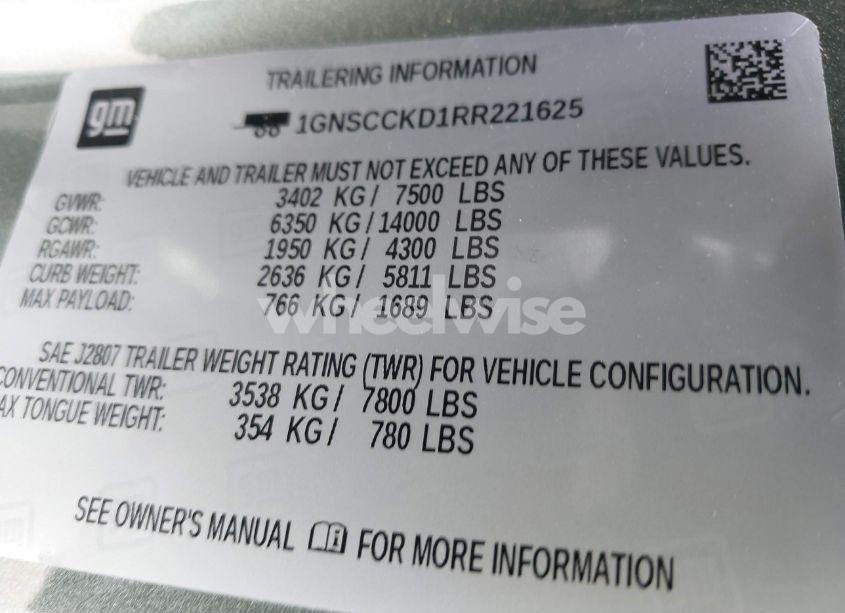 TRAILERING INFORMATION
gm
1GNSCCKD1RR221625
VEHICLE AND TRAILER MUST NOT EXCEED ANY OF THESE VALUES.
GVWR: 3402 KG/ 7500 LBS
GCWR: 6350 KG/14000 LBS
RGAWR: 1950 KG/ 4300 LBS
CURB WEIGHT: 2636 KG/ 5811 LBS
MAX PAYLOAD: 766 KG/ 1689 LBS
wheelwise
SAE J2807 TRAILER WEIGHT RATING (TWR) FOR VEHICLE CONFIGURATION.
CONVENTIONAL TWR: 3538 KG/ 7800 LBS
AX TONGUE WEIGHT: 354 KG/ 780 LBS
SEE OWNER'S MANUAL FOR MORE INFORMATION